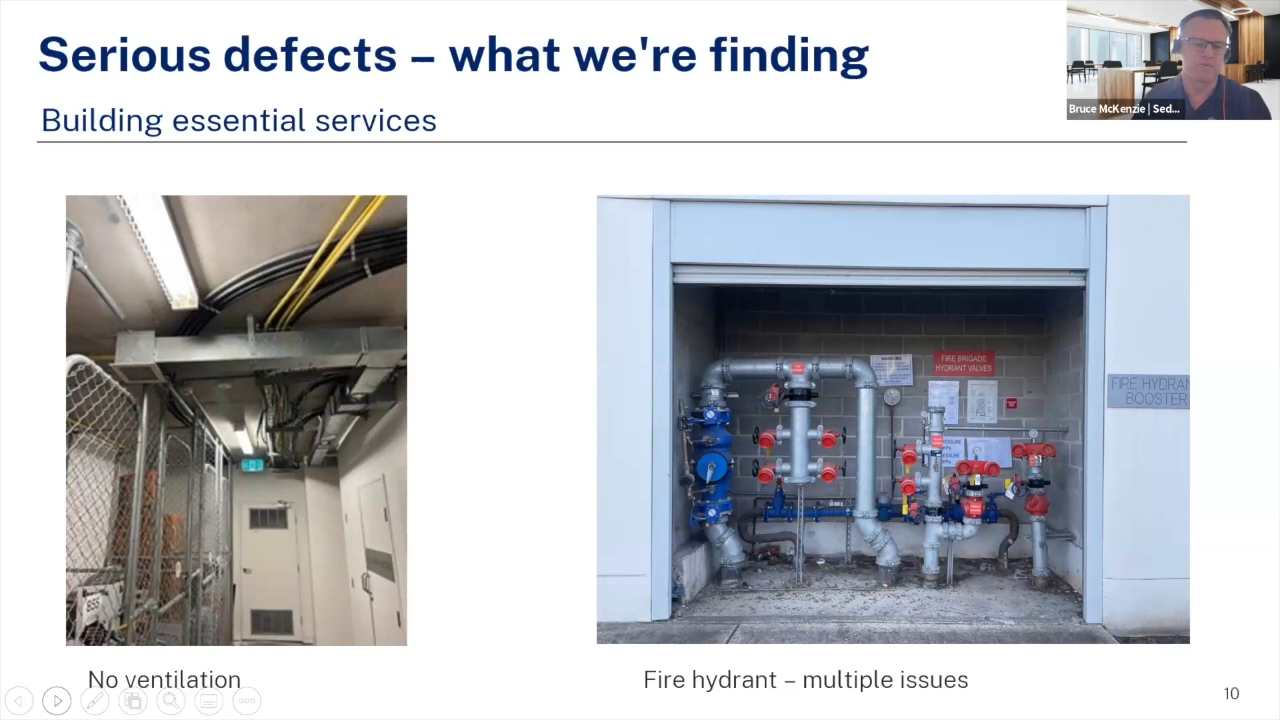 Serious defects – what we're finding
Building essential services
Bruce McKenzie | Sed...
FIRE BRIGADE
HYDRANT VALVES
FIRE HYDRAN
BOOSTER
No ventilation
Fire hydrant – multiple issues
10